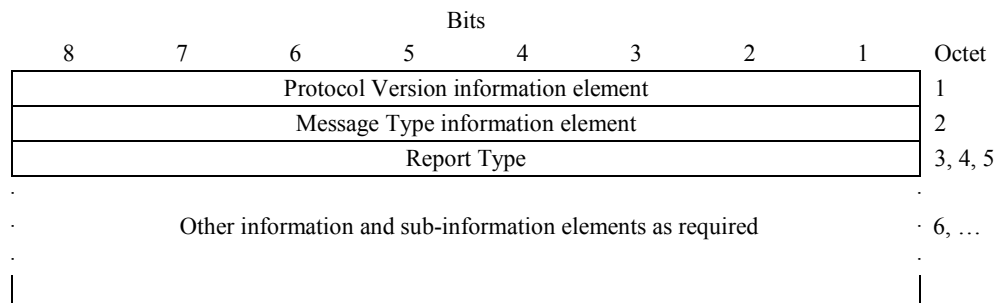 Bits
8 7 6 5 4 3 2 1 Octet
Protocol Version information element 1
Message Type information element 2
Report Type 3, 4, 5
Other information and sub-information elements as required 6, …